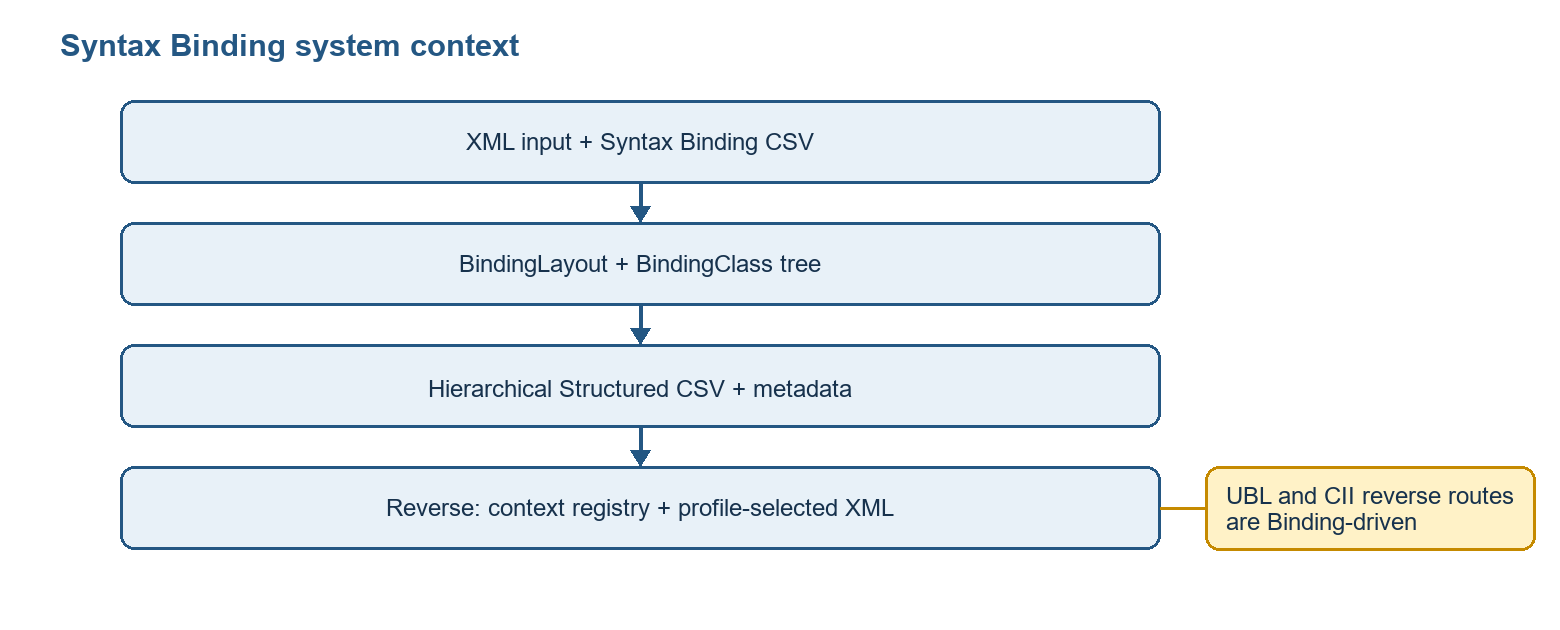 Syntax Binding system context
XML input + Syntax Binding CSV
BindingLayout + BindingClass tree
Hierarchical Structured CSV + metadata
Reverse: context registry + profile-selected XML
UBL and CII reverse routes
are Binding-driven